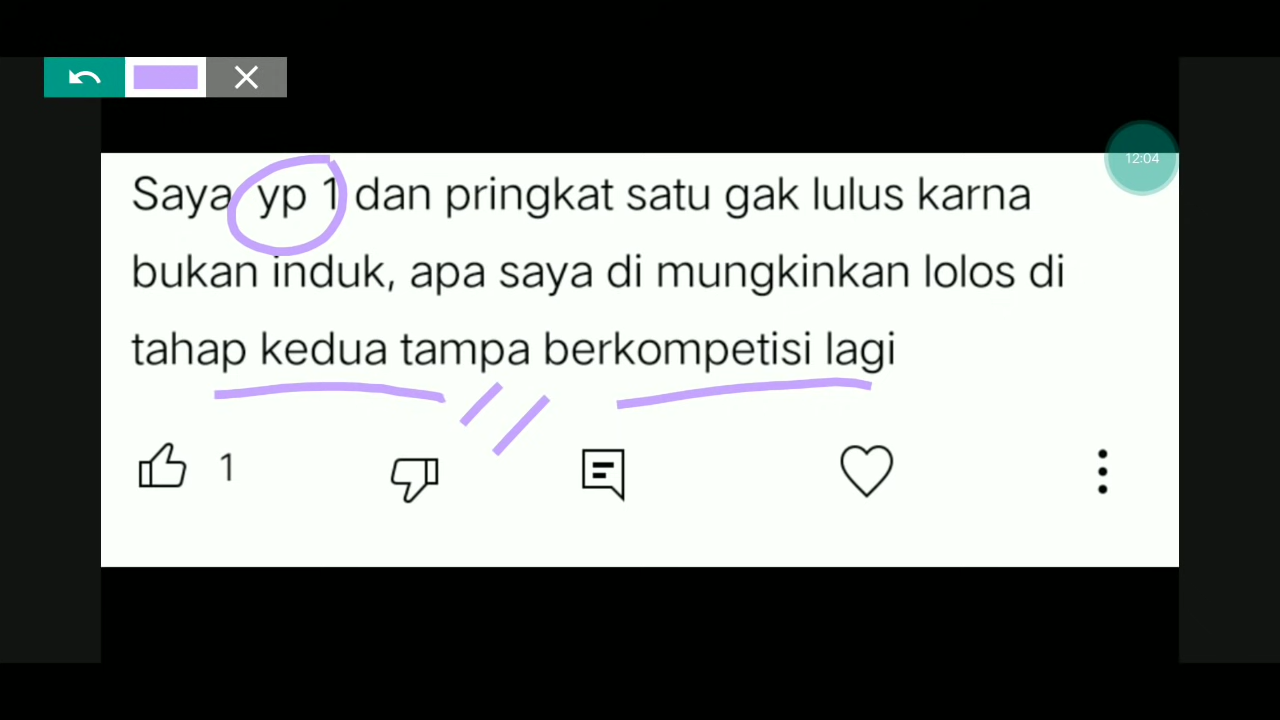 12:04
Saya yp 1 dan pringkat satu gak lulus karna
bukan induk, apa saya di mungkinkan lolos di
tahap kedua tampa berkompetisi lagi
1